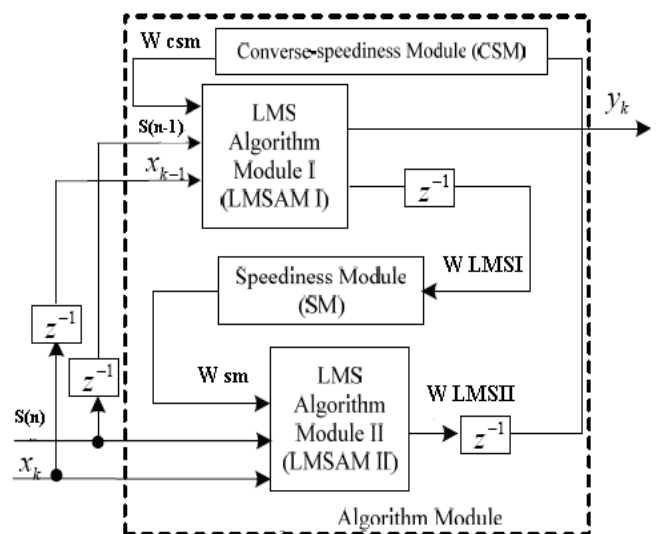 W csm
Converse-speediness Module (CSM)
y_k
S(n-1)
LMS
Algorithm
Module I
(LMSAM I)
x_{k-1}
z^{-1}
W LMSI
Speediness Module
(SM)
z^{-1}
z^{-1}
W sm
LMS
Algorithm
Module II
(LMSAM II)
W LMSII
z^{-1}
S(n)
x_k
Algorithm Module